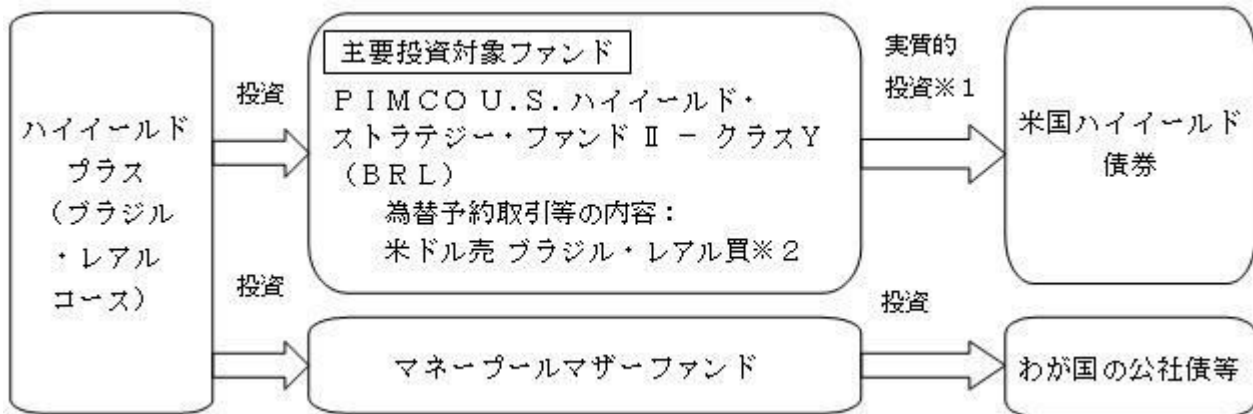 ハイイールド
プラス
（ブラジル
・レアル
コース）
投資
主要投資対象ファンド
ＰＩＭＣＯ Ｕ.Ｓ.ハイイールド・
ストラテジー・ファンド Ⅱ － クラスＹ
（ＢＲＬ）
為替予約取引等の内容：
米ドル売 ブラジル・レアル買※２
実質的
投資※１
米国ハイイールド
債券
投資
マネープールマザーファンド
投資
わが国の公社債等